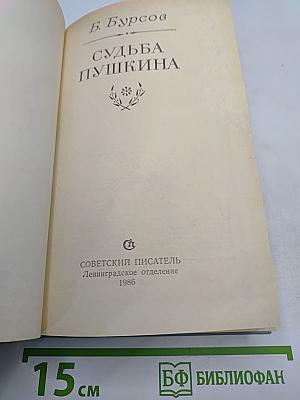 Б. Бурсов
СУДЬБА
ПУШКИНА
СОВЕТСКИЙ ПИСАТЕЛЬ
Ленинградское отделение
1986
15 см
БФ БИБЛИОФАН